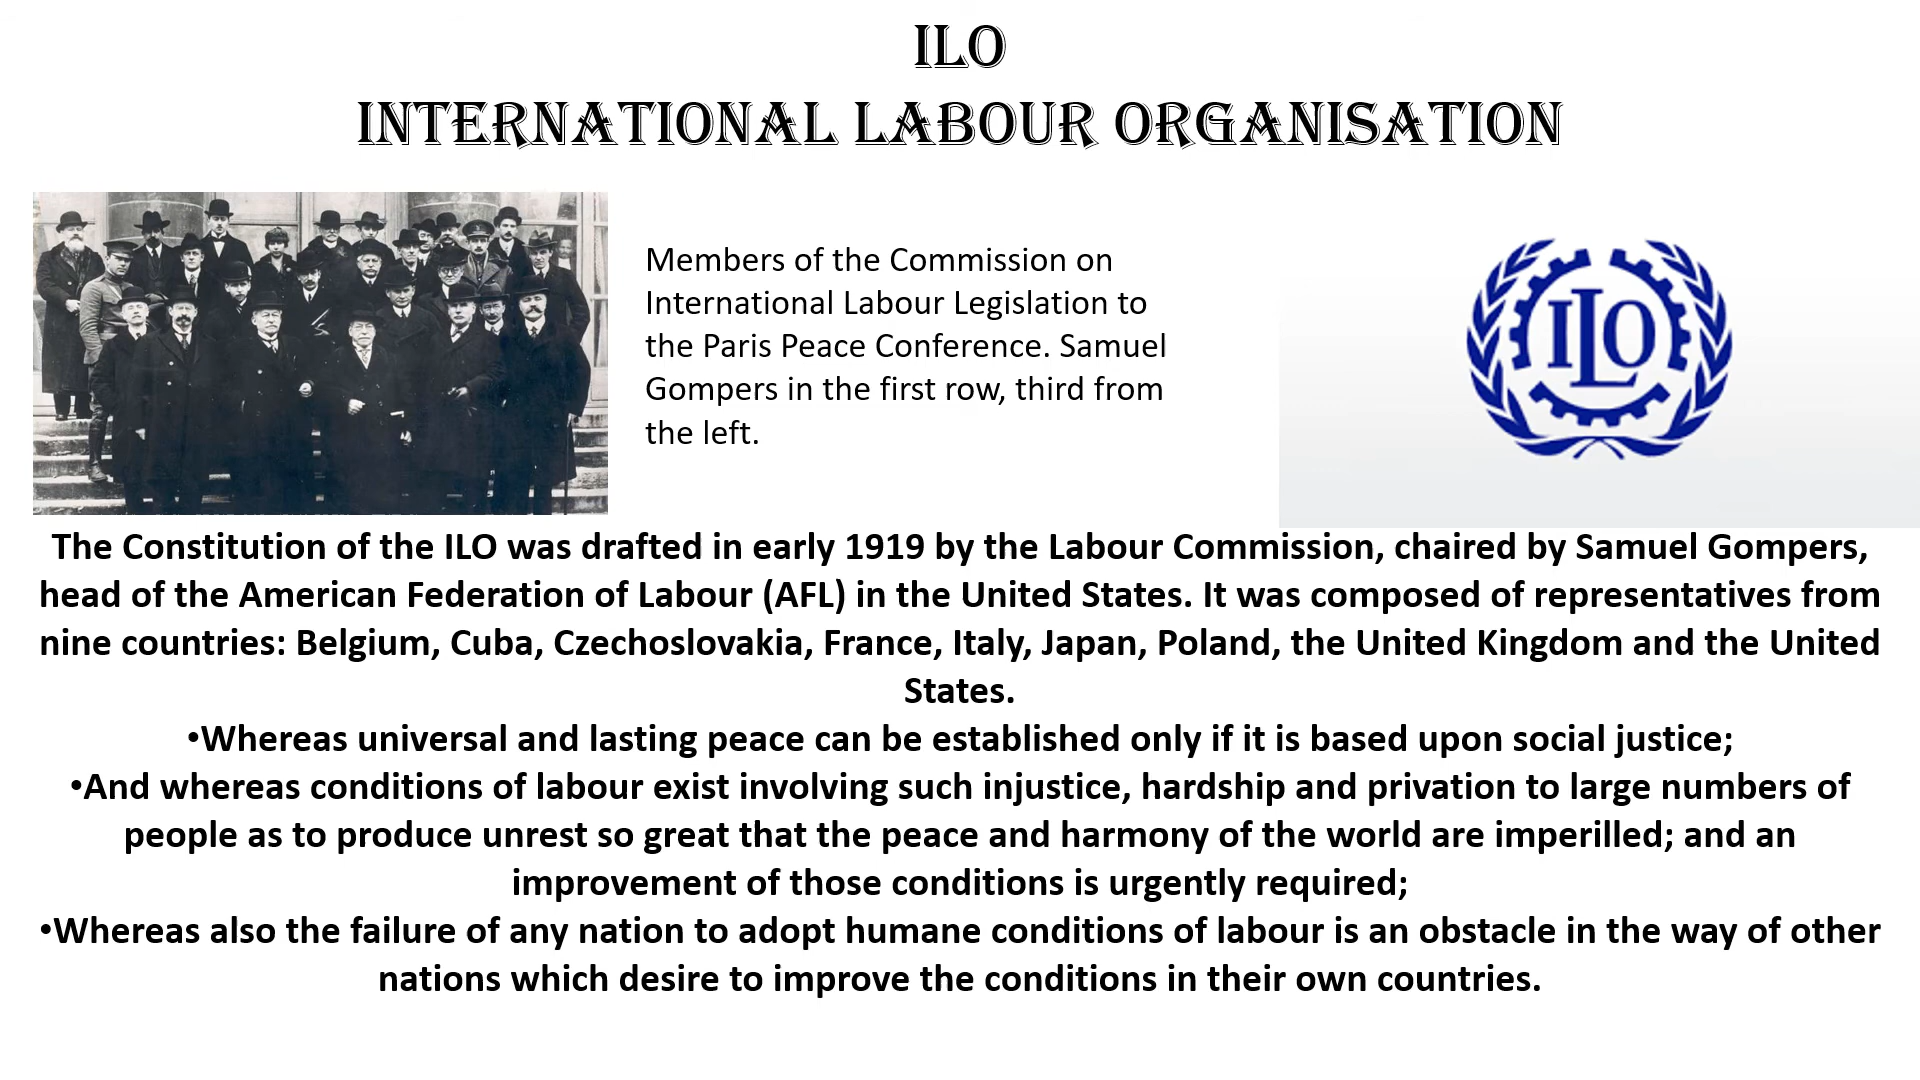 ILO
INTERNATIONAL LABOUR ORGANISATION
Members of the Commission on
International Labour Legislation to
the Paris Peace Conference. Samuel
Gompers in the first row, third from
the left.
ILO
The Constitution of the ILO was drafted in early 1919 by the Labour Commission, chaired by Samuel Gompers,
head of the American Federation of Labour (AFL) in the United States. It was composed of representatives from
nine countries: Belgium, Cuba, Czechoslovakia, France, Italy, Japan, Poland, the United Kingdom and the United
States.
•Whereas universal and lasting peace can be established only if it is based upon social justice;
•And whereas conditions of labour exist involving such injustice, hardship and privation to large numbers of
people as to produce unrest so great that the peace and harmony of the world are imperilled; and an
improvement of those conditions is urgently required;
•Whereas also the failure of any nation to adopt humane conditions of labour is an obstacle in the way of other
nations which desire to improve the conditions in their own countries.